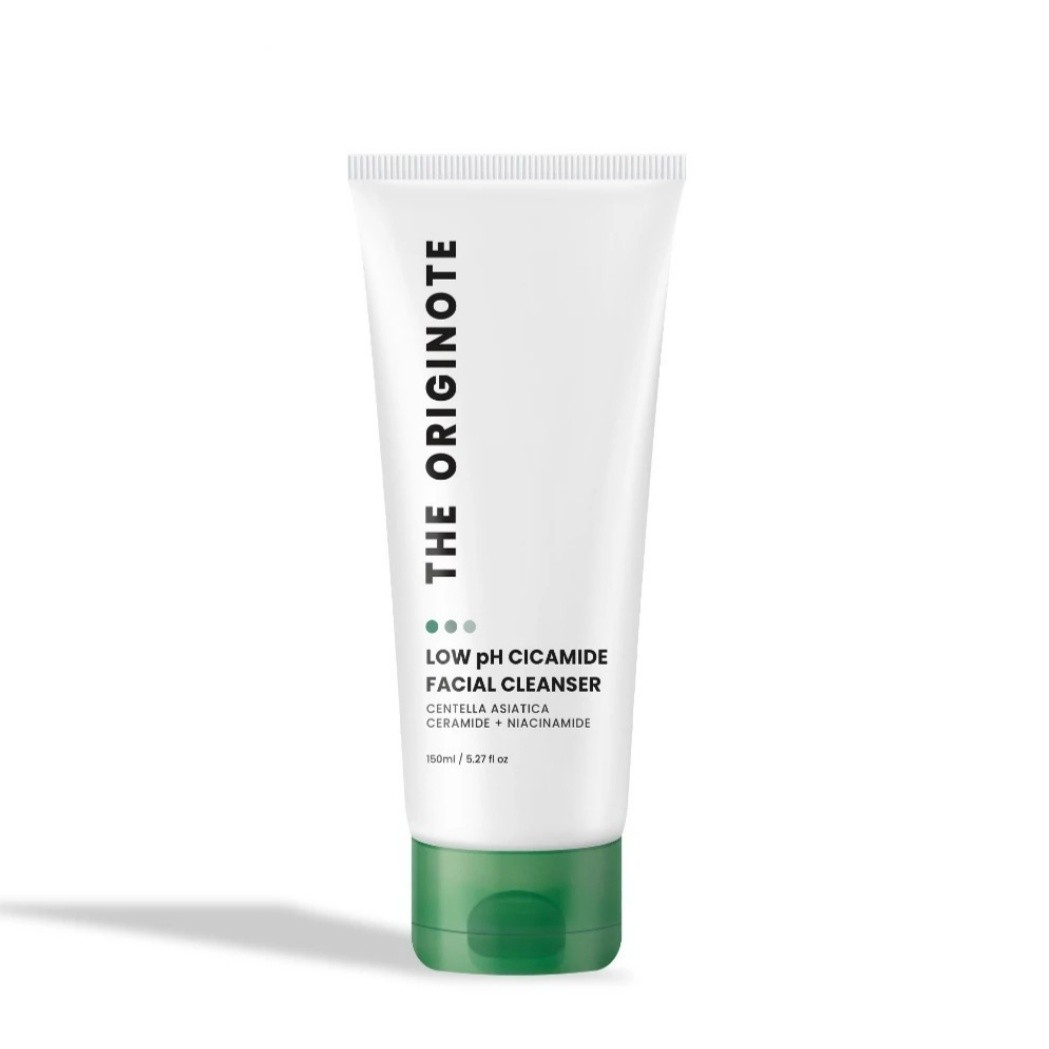 THE ORIGINOTE
LOW pH CICAMIDE
FACIAL CLEANSER
CENTELLA ASIATICA
CERAMIDE + NIACINAMIDE
150ml / 5.27 fl oz